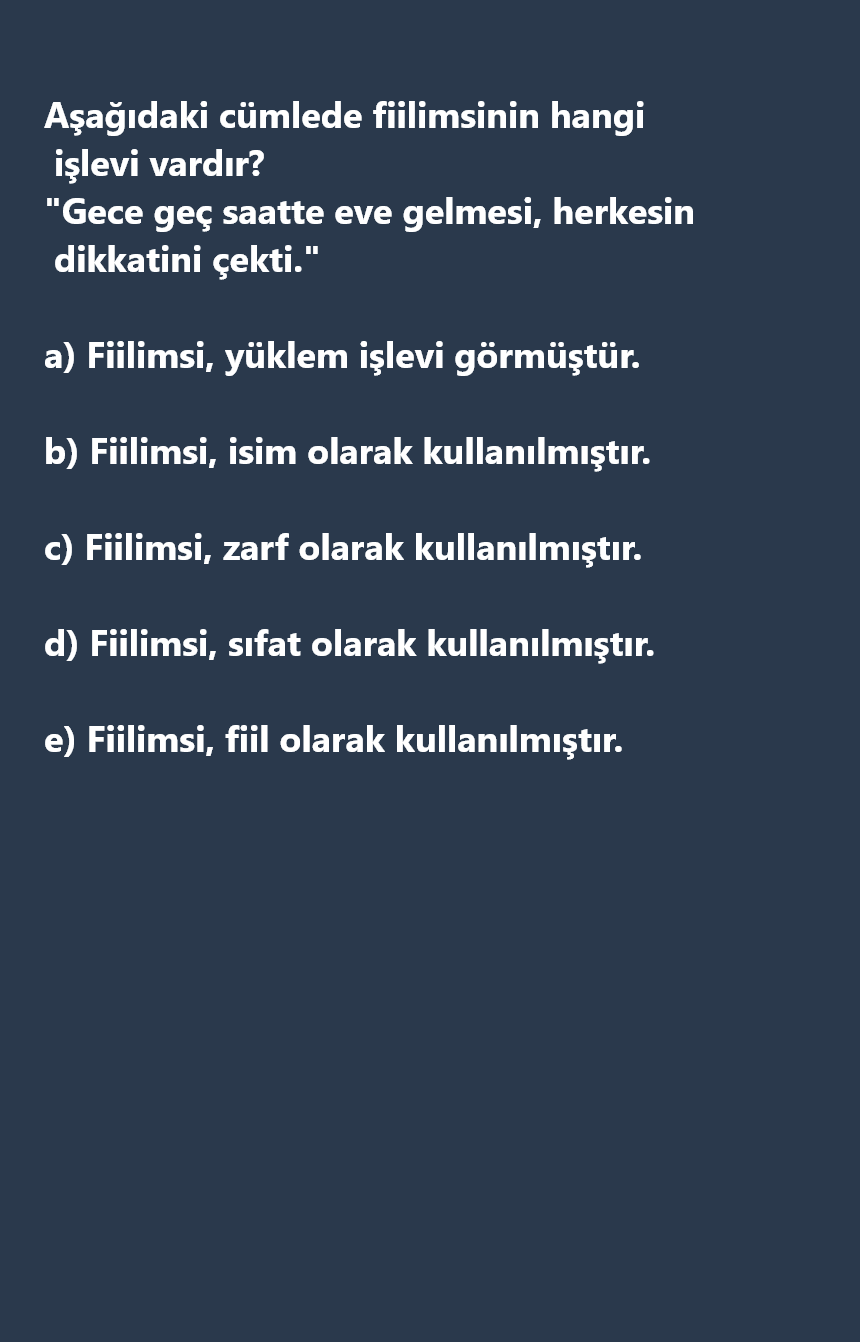 Aşağıdaki cümlede fiilimsinin hangi
işlevi vardır?
"Gece geç saatte eve gelmesi, herkesin
dikkatini çekti."
a) Fiilimsi, yüklem işlevi görmüştür.
b) Fiilimsi, isim olarak kullanılmıştır.
c) Fiilimsi, zarf olarak kullanılmıştır.
d) Fiilimsi, sıfat olarak kullanılmıştır.
e) Fiilimsi, fiil olarak kullanılmıştır.